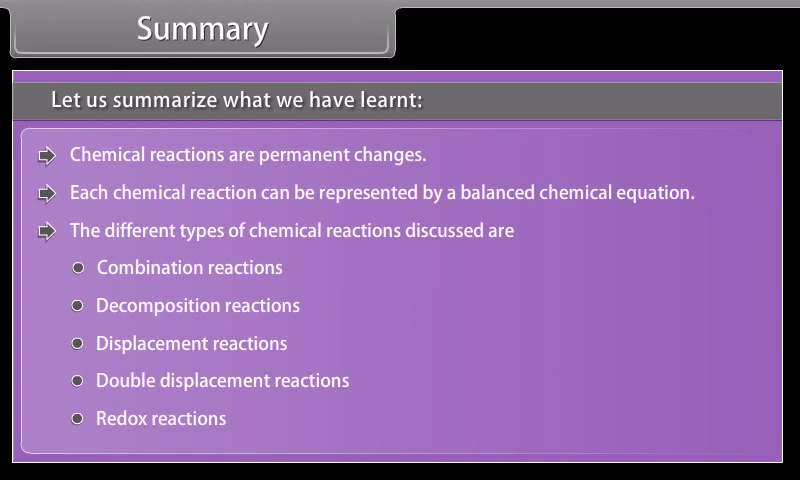 Summary
Let us summarize what we have learnt:
Chemical reactions are permanent changes.
Each chemical reaction can be represented by a balanced chemical equation.
The different types of chemical reactions discussed are
Combination reactions
Decomposition reactions
Displacement reactions
Double displacement reactions
Redox reactions